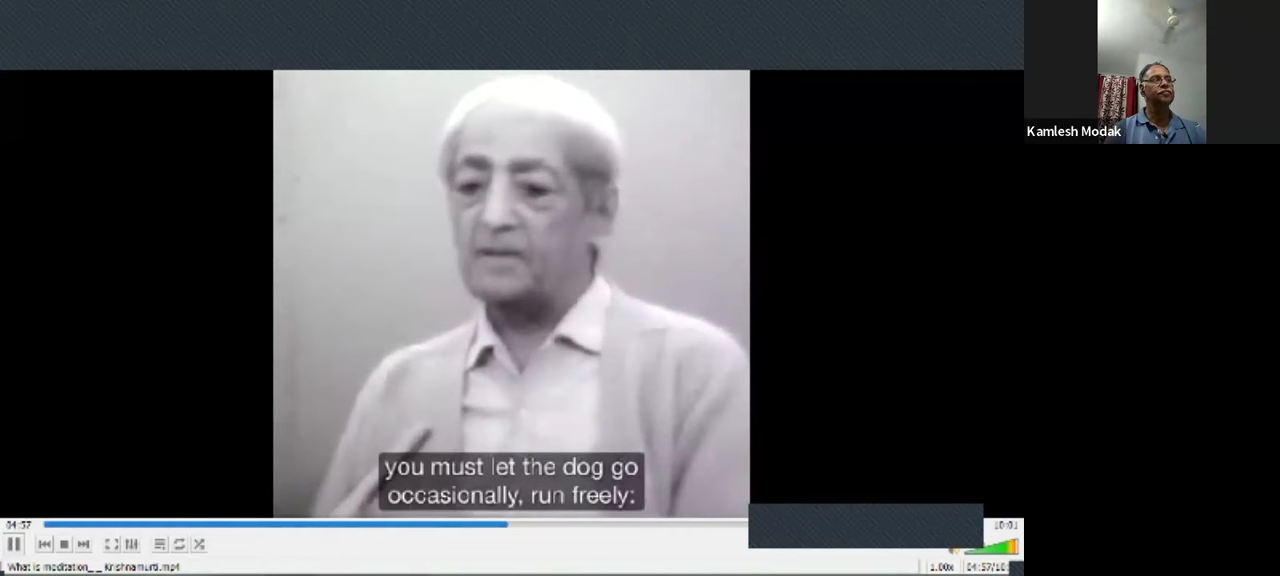 Kamlesh Modak
you must let the dog go
occasionally, run freely:
04:57
10:01
What is meditation_ _ Krishnamurti.mp4
1.00x
04:57/10: